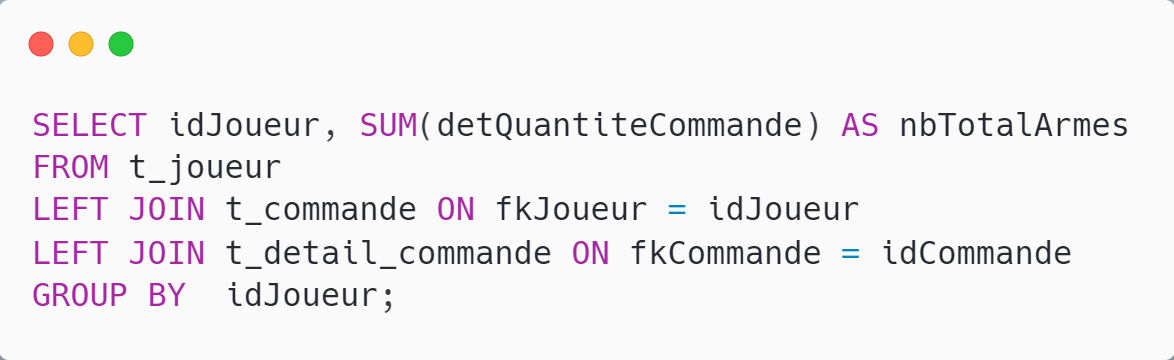 SELECT idJoueur, SUM(detQuantiteCommande) AS nbTotalArmes
FROM t_joueur
LEFT JOIN t_commande ON fkJoueur = idJoueur
LEFT JOIN t_detail_commande ON fkCommande = idCommande
GROUP BY  idJoueur;